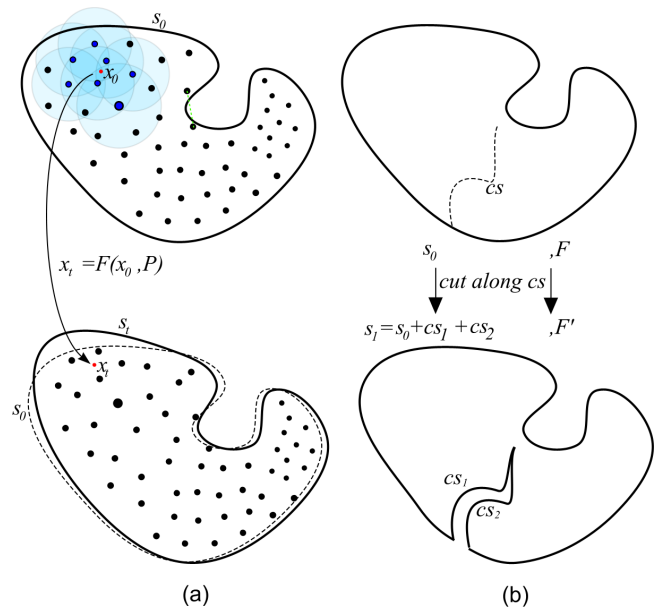 s₀
x₀
xₜ =F(x₀ ,P)
sₜ
xₜ
s₀
(a)
cs
s₀ ,F
cut along cs
s₁=s₀+cs₁ +cs₂ ,F'
cs₁
cs₂
(b)